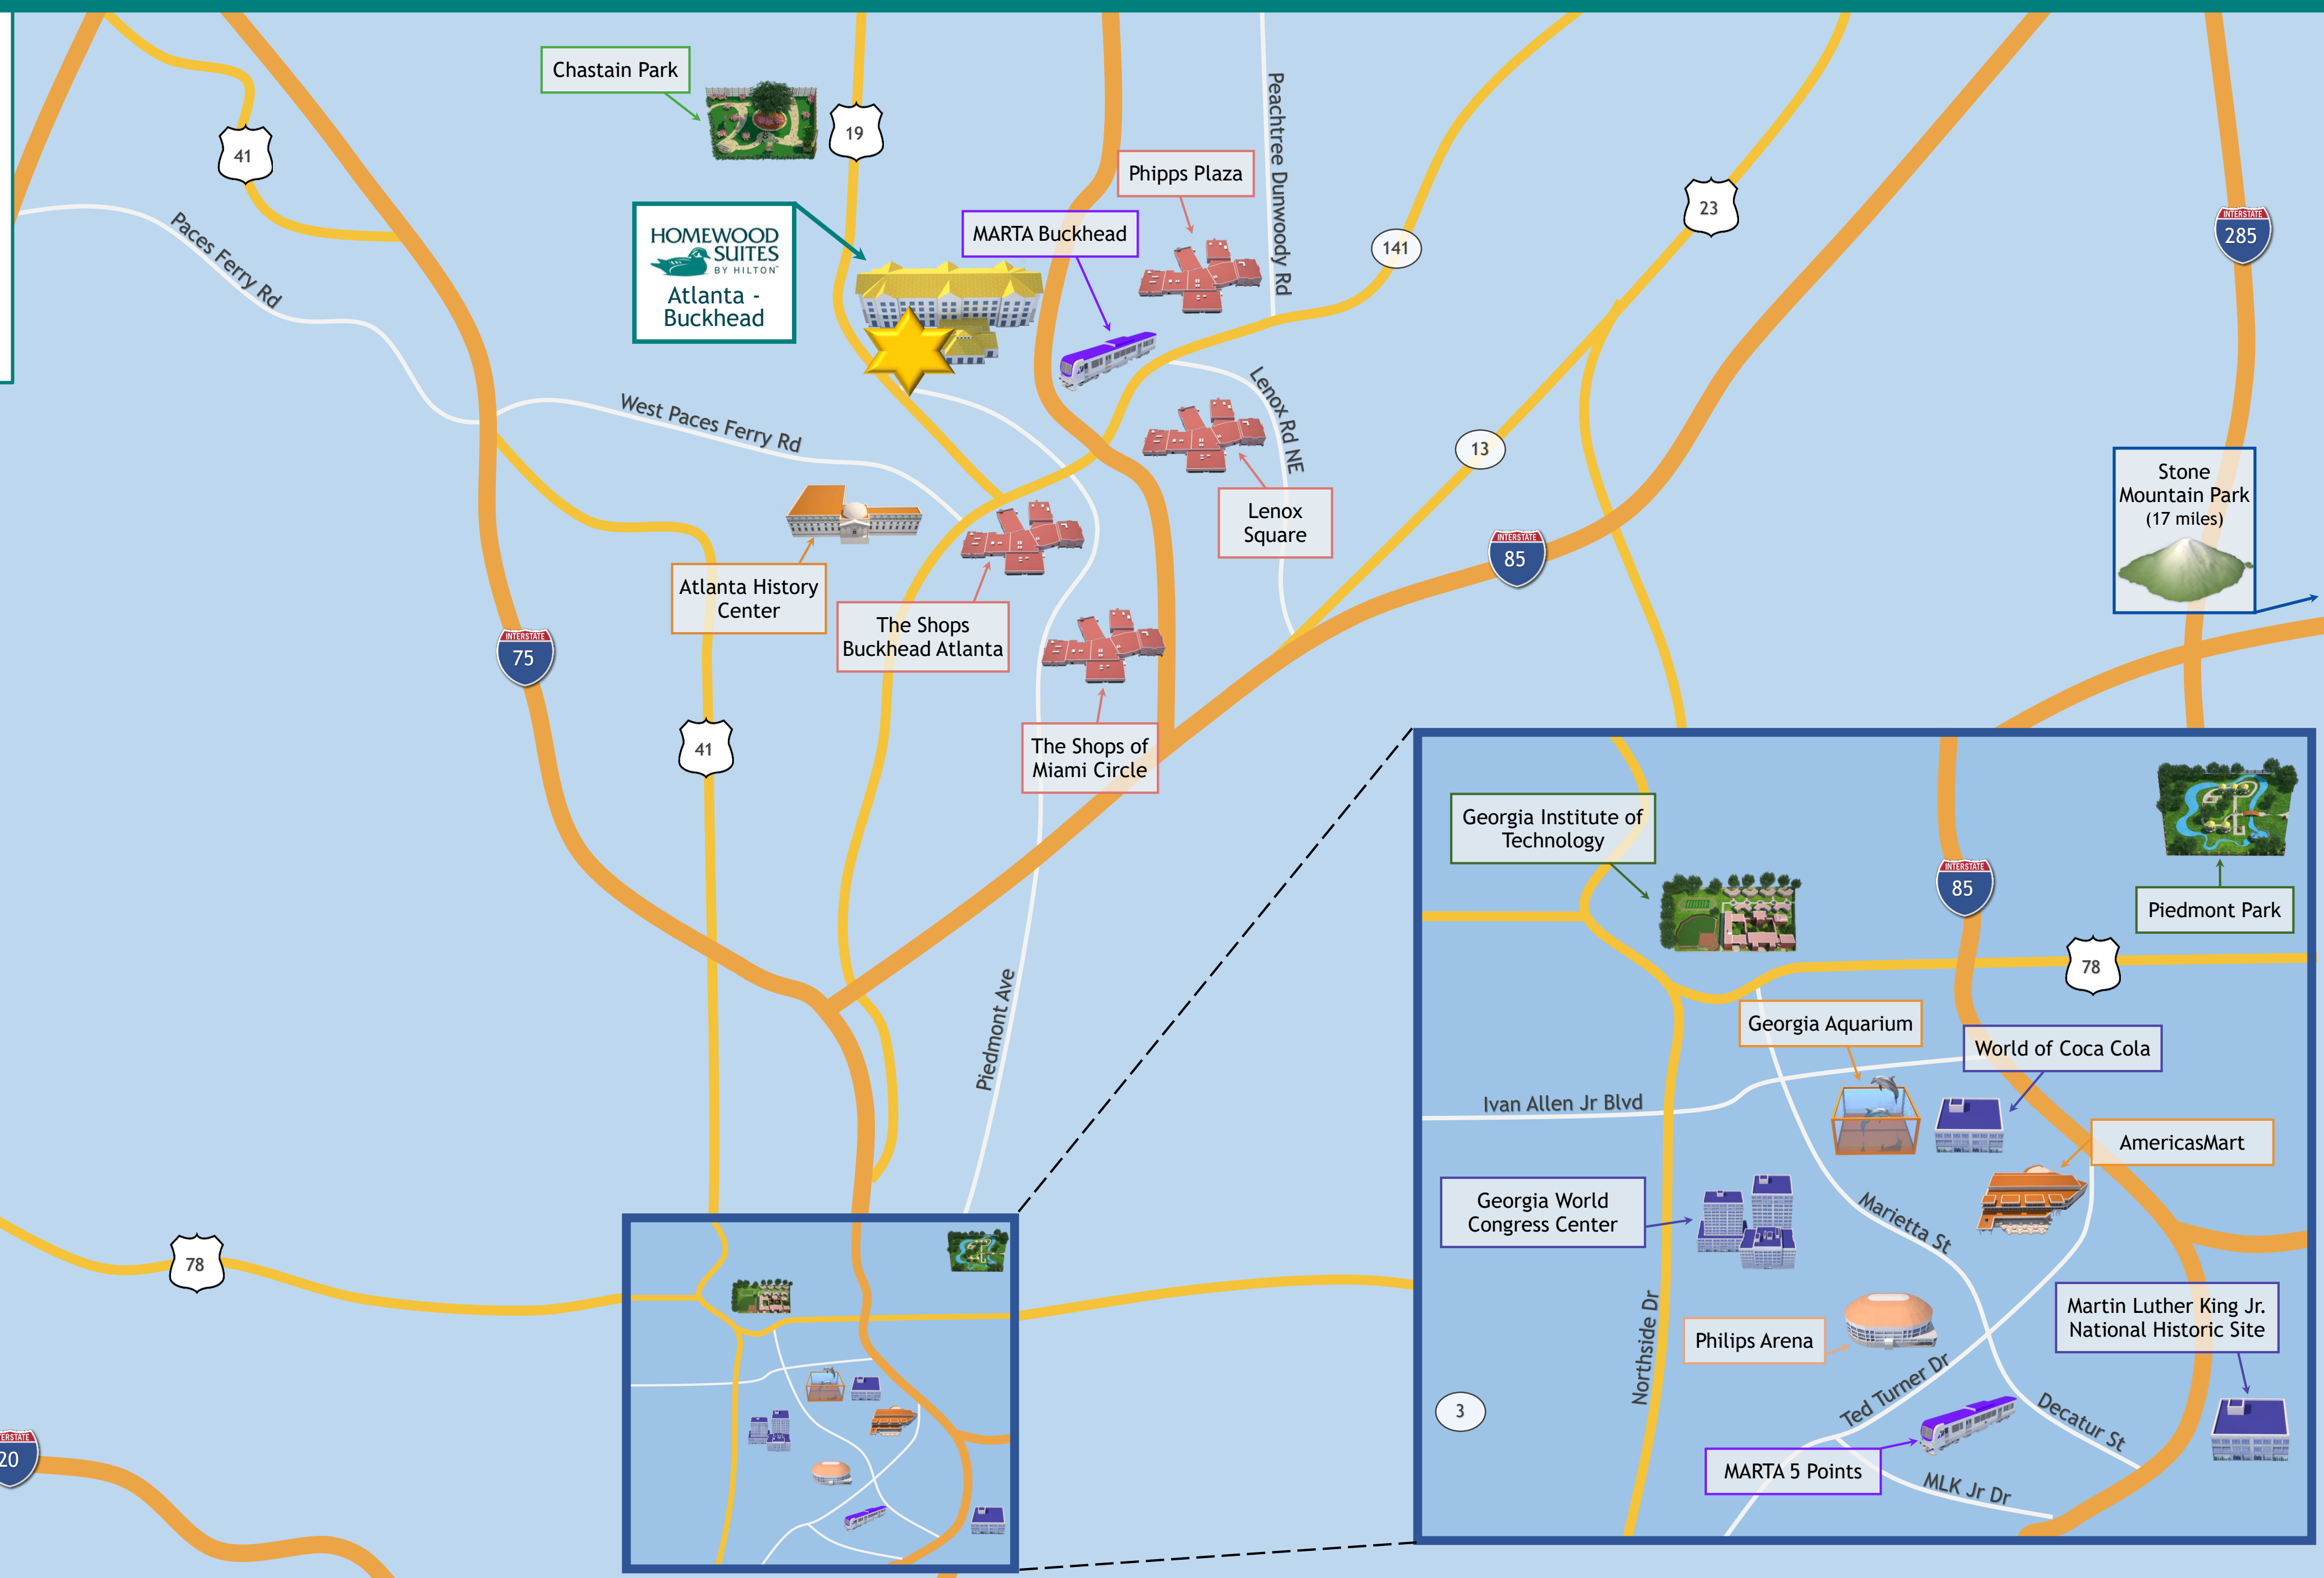 Chastain Park
41
19
Phipps Plaza
Peachtree Dunwoody Rd
23
INTERSTATE
285
Paces Ferry Rd
HOMEWOOD
SUITES
BY HILTON™
Atlanta -
Buckhead
MARTA Buckhead
141
West Paces Ferry Rd
Lenox Rd NE
13
Stone
Mountain Park
(17 miles)
Lenox
Square
INTERSTATE
85
Atlanta History
Center
The Shops
Buckhead Atlanta
INTERSTATE
75
41
The Shops of
Miami Circle
Piedmont Ave
78
20
Georgia Institute of
Technology
INTERSTATE
85
Piedmont Park
78
Georgia Aquarium
World of Coca Cola
Ivan Allen Jr Blvd
AmericasMart
Georgia World
Congress Center
Marietta St
Northside Dr
Philips Arena
Martin Luther King Jr.
National Historic Site
3
Ted Turner Dr
Decatur St
MARTA 5 Points
MLK Jr Dr